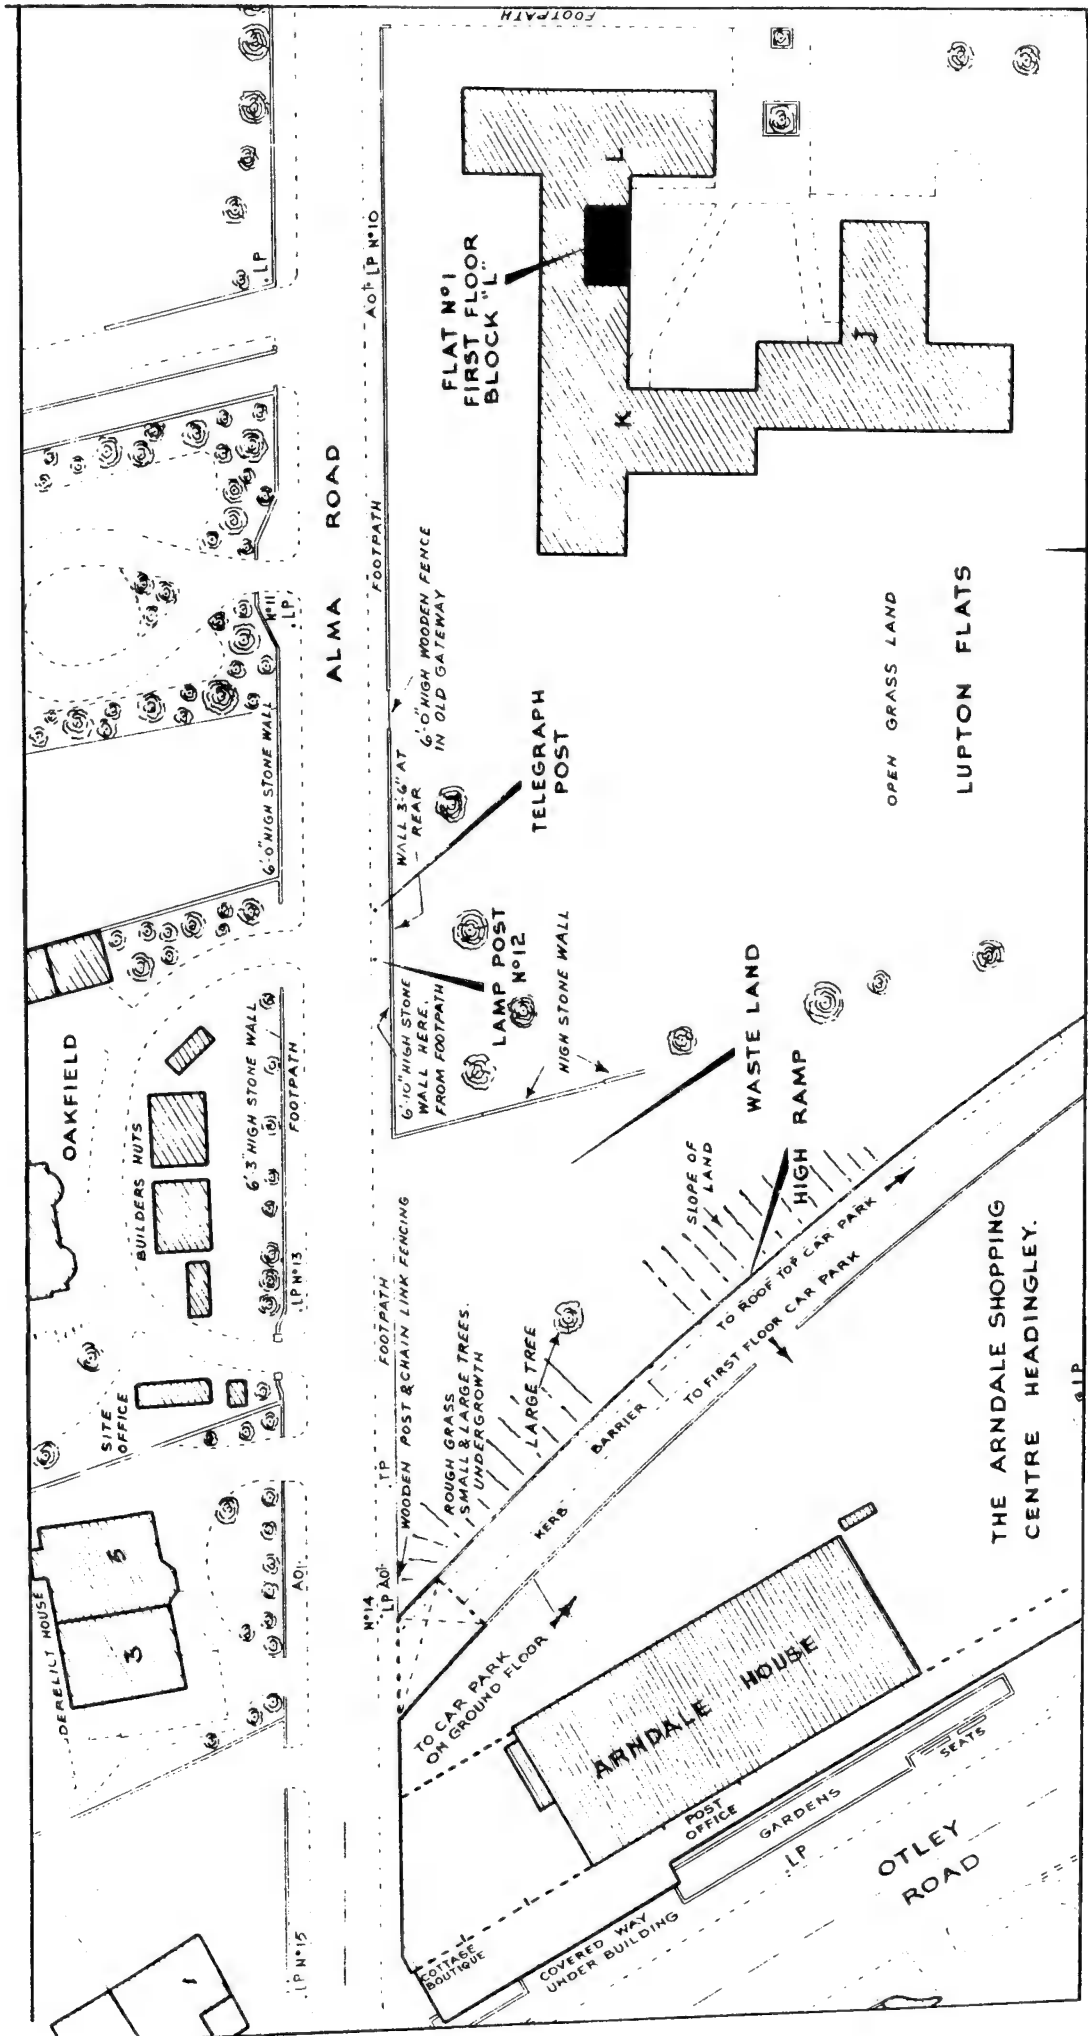 FOOTPATH
LP
AO
LP Nº10
FLAT Nº1
FIRST FLOOR
BLOCK "L"
L
K
J
ALMA ROAD
FOOTPATH
Nº11
LP
6'-0" HIGH WOODEN FENCE
IN OLD GATEWAY
6'-0" HIGH STONE WALL
WALL 3'-6" AT
REAR
TELEGRAPH
POST
OPEN GRASS LAND
LUPTON FLATS
LAMP POST
Nº12
6'-10" HIGH STONE
WALL HERE.
FROM FOOTPATH
HIGH STONE WALL
WASTE LAND
HIGH RAMP
OAKFIELD
BUILDERS HUTS
6'-3" HIGH STONE WALL
FOOTPATH
LP Nº13
SITE
OFFICE
FOOTPATH
WOODEN POST & CHAIN LINK FENCING
TP
ROUGH GRASS
SMALL & LARGE TREES.
UNDERGROWTH
LARGE TREE
SLOPE OF
LAND
TO ROOF TOP CAR PARK
BARRIER
TO FIRST FLOOR CAR PARK
KERB
DERELICT HOUSE
5
3
AO
Nº14
LP AO
TO CAR PARK
ON GROUND FLOOR
ARNDALE HOUSE
THE ARNDALE SHOPPING
CENTRE HEADINGLEY.
LP
POST
OFFICE
GARDENS
SEATS
LP
OTLEY
ROAD
COVERED WAY
UNDER BUILDING
COTTAGE
BOUTIQUE
LP Nº15
1